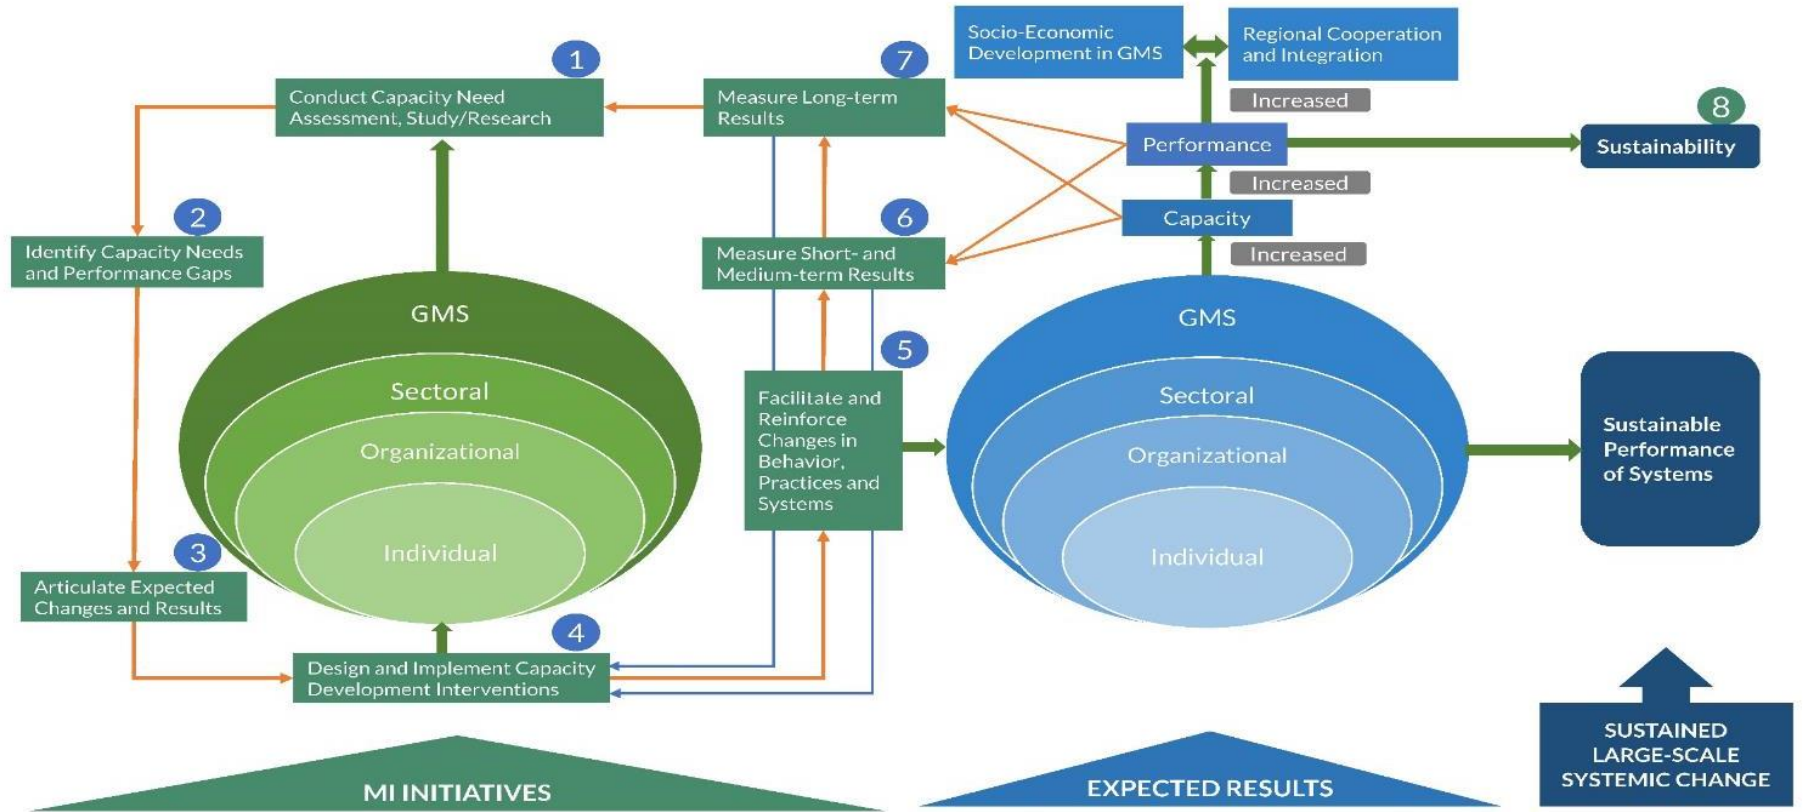 1
Conduct Capacity Need
Assessment, Study/Research
2
Identify Capacity Needs
and Performance Gaps
3
Articulate Expected
Changes and Results
4
Design and Implement Capacity
Development Interventions
GMS
Sectoral
Organizational
Individual
7
Measure Long-term
Results
6
Measure Short- and
Medium-term Results
5
Facilitate and
Reinforce
Changes in
Behavior,
Practices and
Systems
Socio-Economic
Development in GMS
Regional Cooperation
and Integration
Increased
Performance
Increased
Capacity
Increased
GMS
Sectoral
Organizational
Individual
8
Sustainability
Sustainable
Performance
of Systems
MI INITIATIVES
EXPECTED RESULTS
SUSTAINED
LARGE-SCALE
SYSTEMIC CHANGE